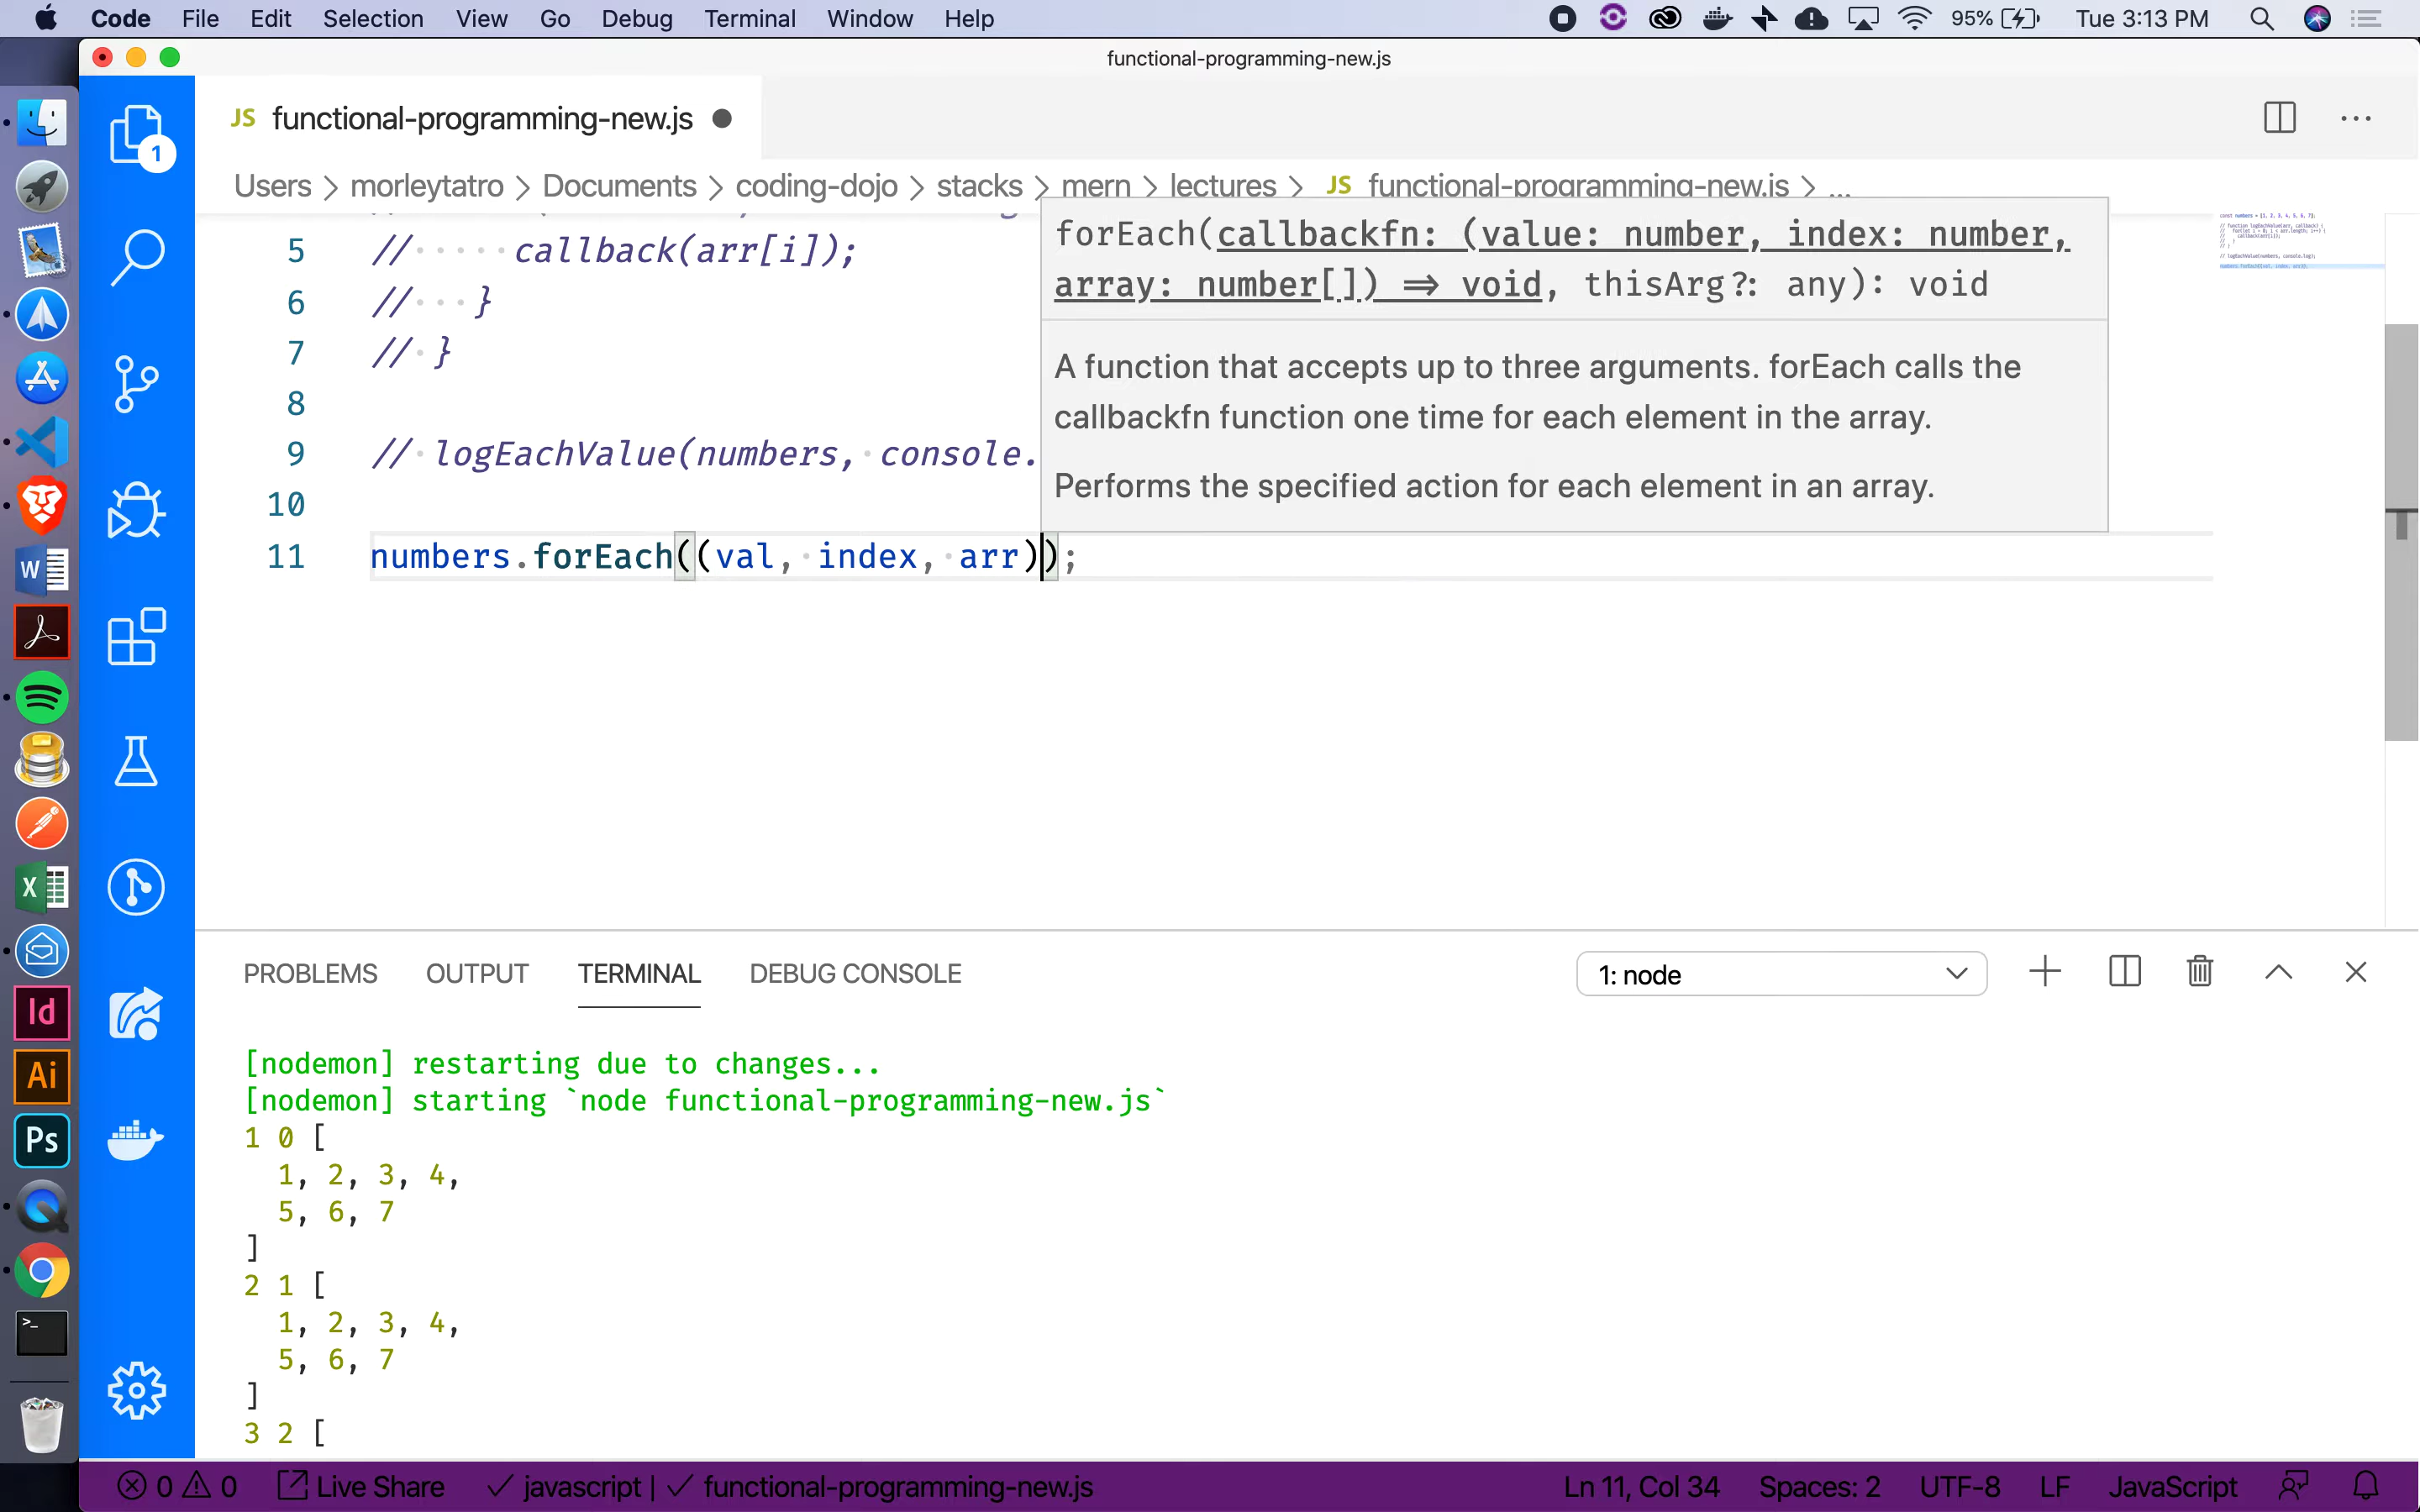 Code File Edit Selection View Go Debug Terminal Window Help 95% Tue 3:13 PM
functional-programming-new.js
JS functional-programming-new.js
1
Users > morleytatro > Documents > coding-dojo > stacks > mern > lectures > JS functional-programming-new.js > ...
forEach(callbackfn: (value: number, index: number,
array: number[]) => void, thisArg?: any): void
A function that accepts up to three arguments. forEach calls the
callbackfn function one time for each element in the array.
Performs the specified action for each element in an array.
5 // ····· callback(arr[i]);
6 // ··· }
7 // · }
8
9 // · logEachValue(numbers, · console.
10
11 numbers.forEach((val, · index, · arr));
PROBLEMS OUTPUT TERMINAL DEBUG CONSOLE 1: node
[nodemon] restarting due to changes...
[nodemon] starting `node functional-programming-new.js`
1 0 [
1, 2, 3, 4,
5, 6, 7
]
2 1 [
1, 2, 3, 4,
5, 6, 7
]
3 2 [
W
X
Id
Ai
Ps
>_
0 0 Live Share ✓ javascript | ✓ functional-programming-new.js Ln 11, Col 34 Spaces: 2 UTF-8 LF JavaScript